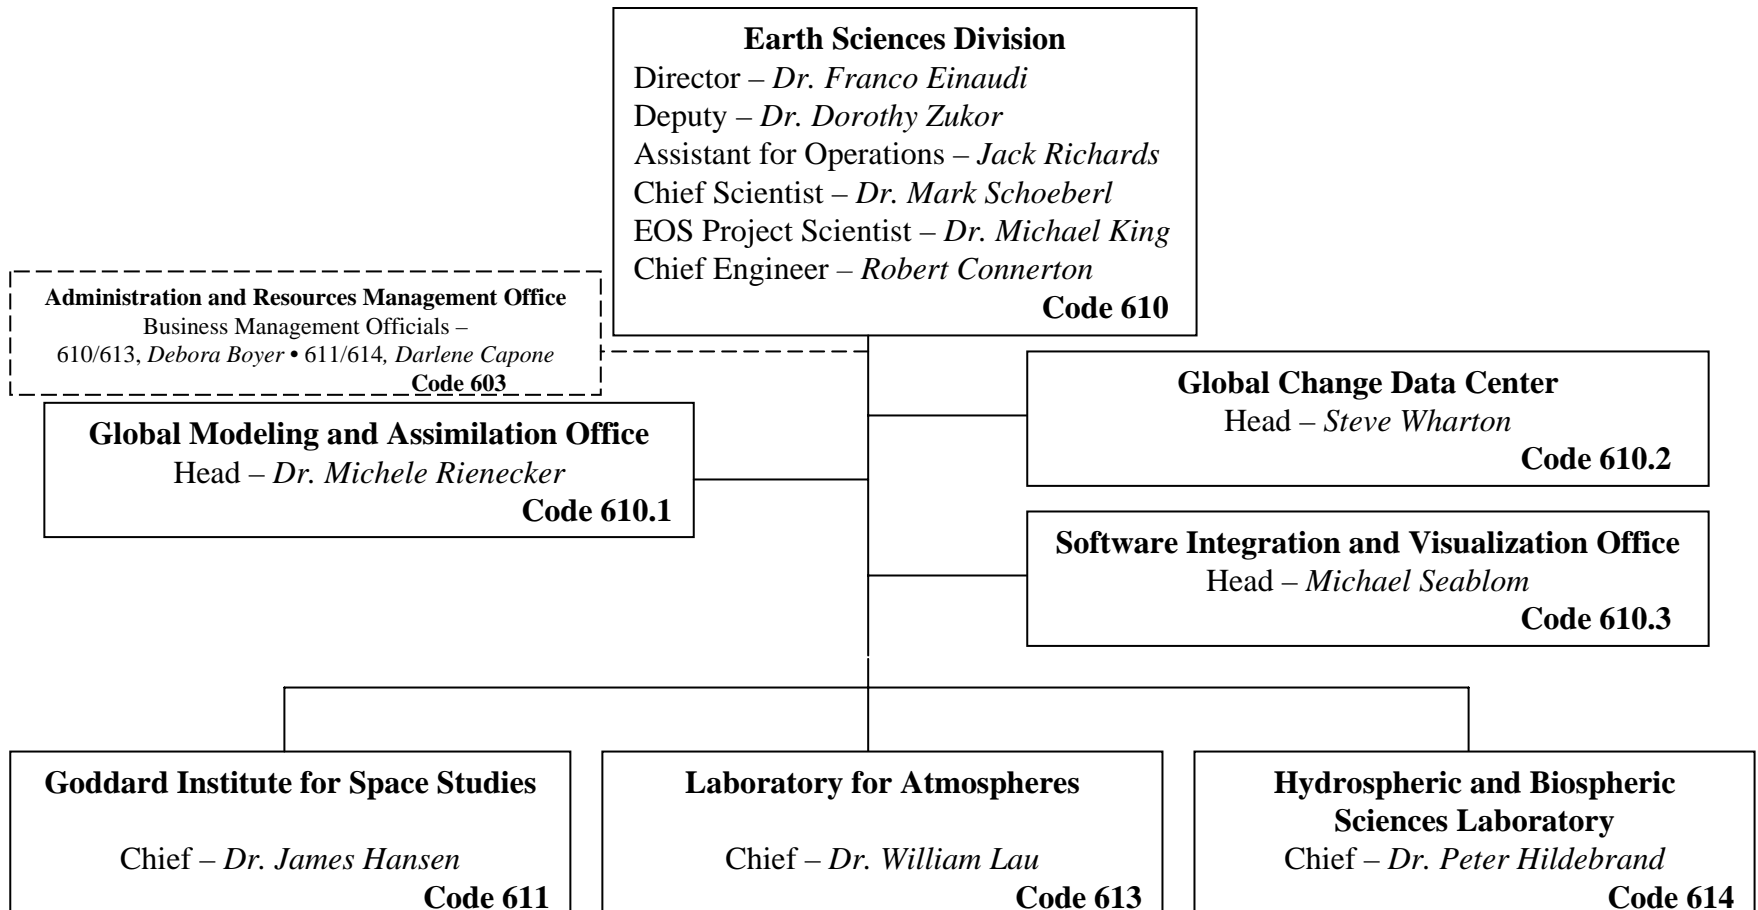 Earth Sciences Division
Director – Dr. Franco Einaudi
Deputy – Dr. Dorothy Zukor
Assistant for Operations – Jack Richards
Chief Scientist – Dr. Mark Schoeberl
EOS Project Scientist – Dr. Michael King
Chief Engineer – Robert Connerton
Code 610
Administration and Resources Management Office
Business Management Officials –
610/613, Debora Boyer • 611/614, Darlene Capone
Code 603
Global Change Data Center
Head – Steve Wharton
Code 610.2
Global Modeling and Assimilation Office
Head – Dr. Michele Rienecker
Code 610.1
Software Integration and Visualization Office
Head – Michael Seablom
Code 610.3
Goddard Institute for Space Studies
Chief – Dr. James Hansen
Code 611
Laboratory for Atmospheres
Chief – Dr. William Lau
Code 613
Hydrospheric and Biospheric
Sciences Laboratory
Chief – Dr. Peter Hildebrand
Code 614